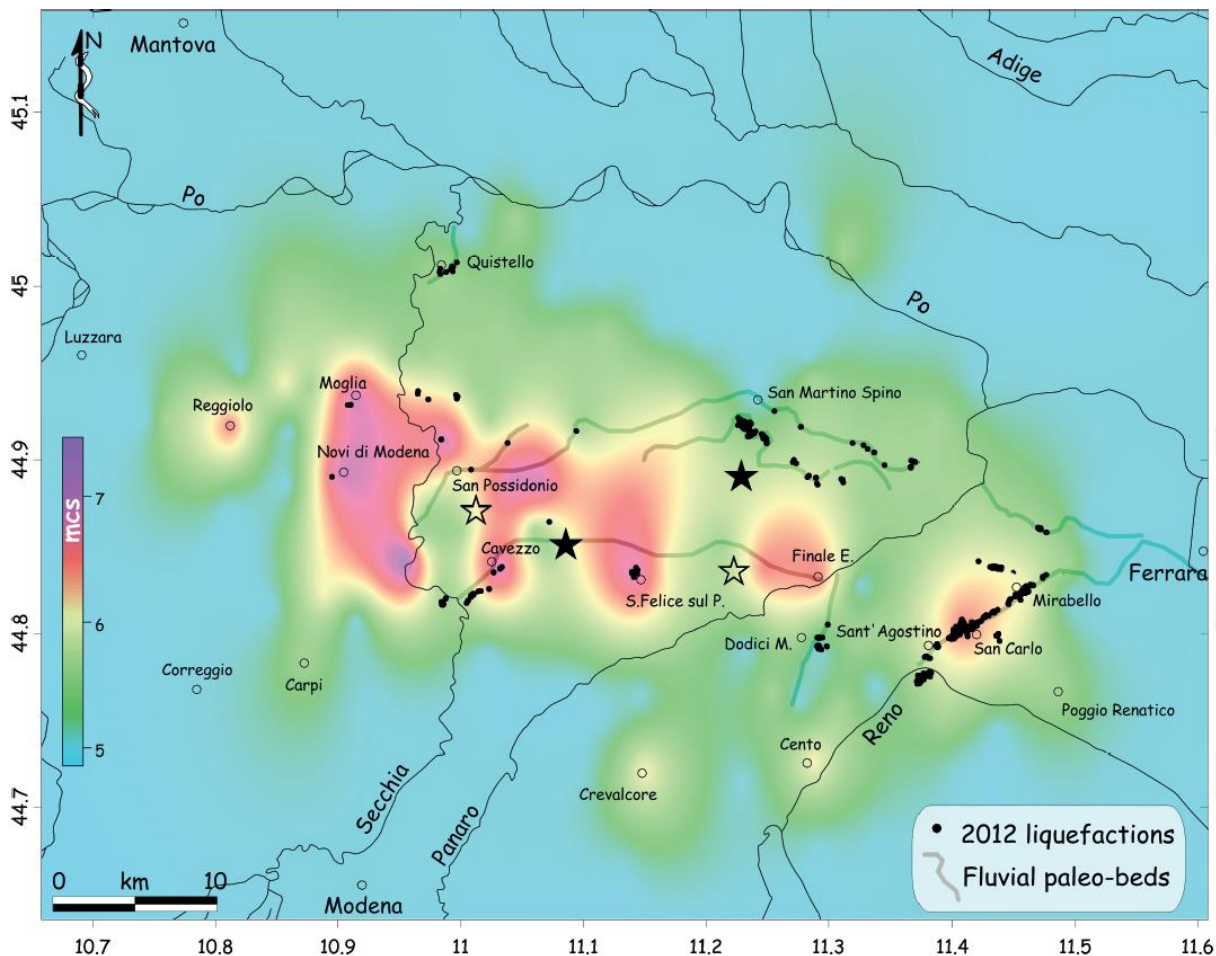 N
Mantova
Adige
45.1
Po
Quistello
45
Po
Luzzara
Moglia
San Martino Spino
Reggiolo
44.9
Novi di Modena
San Possidonio
7
mcs
Cavezzo
Finale E.
Ferrara
S.Felice sul P.
Mirabello
6
44.8
Dodici M.
Sant'Agostino
San Carlo
Correggio
Carpi
Poggio Renatico
Reno
5
Cento
Crevalcore
44.7
Secchia
Panaro
2012 liquefactions
Fluvial paleo-beds
0 km 10
Modena
10.7 10.8 10.9 11 11.1 11.2 11.3 11.4 11.5 11.6